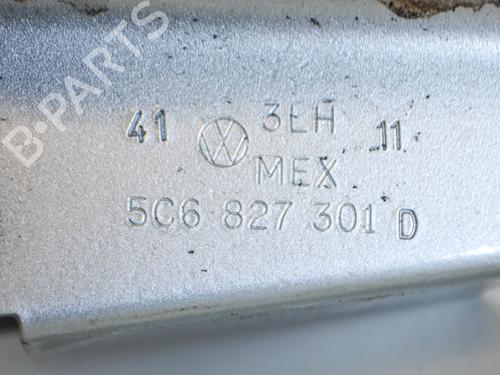 B-PARTS
41 3EH 11
MEX
5C6 827 301 D